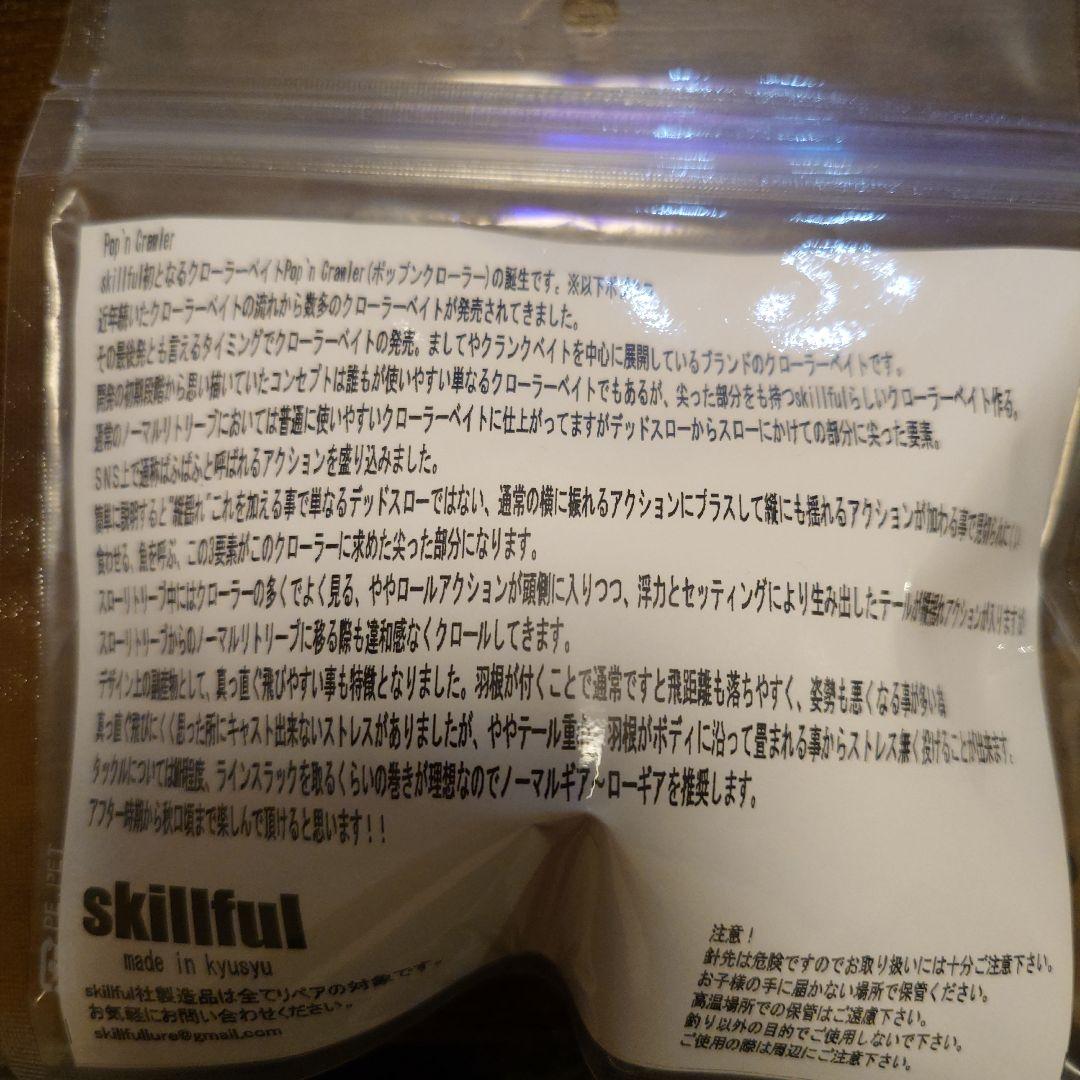 Pop'n Crawler
skillful初となるクローラーベイトPop'n Crawler(ポップンクローラー)の誕生です。※以下
近年続いたクローラーベイトの流れから数多のクローラーベイトが発売されてきました。
その最後発とも言えるタイミングでクローラーベイトの発売。ましてやクランクベイトを中心に展開しているブランドのクローラーベイトです。
開発の初期段階から思い描いていたコンセプトは誰もが使いやすい単なるクローラーベイトでもあるが、尖った部分をも持つskillfulらしいクローラーベイト作る。
通常のノーマルリトリーブにおいては普通に使いやすいクローラーベイトに仕上がってますがデッドスローからスローにかけての部分に尖った要素。
SNS上で通称ぱふぱふと呼ばれるアクションを盛り込みました。
簡単に説明すると"縦揺れ"これを加える事で単なるデッドスローではない、通常の横に振れるアクションにプラスして縦にも揺れるアクションが加わる事で
食わせる、魚を呼ぶ、この3要素がこのクローラーに求めた尖った部分になります。
スローリトリーブ中にはクローラーの多くでよく見る、ややロールアクションが頭側に入りつつ、浮力とセッティングにより生み出したテールが縦揺れアクションが入りますが
スローリトリーブからのノーマルリトリーブに移る際も違和感なくクロールしてきます。
デザイン上の副産物として、真っ直ぐ飛びやすい事も特徴となりました。羽根が付くことで通常ですと飛距離も落ちやすく、姿勢も悪くなる事が多い為
真っ直ぐ飛びにくく思った所にキャスト出来ないストレスがありましたが、ややテール重 羽根がボディに沿って畳まれる事からストレス無く投げることが出来ます。
タックルについては 程度、ラインスラックを取るくらいの巻きが理想なのでノーマルギア～ローギアを推奨します。
アフター時期から秋口頃まで楽しんで頂けると思います!!
skillful
made in kyusyu
skillful社製造品は全てリペアの対象です。
お気軽にお問い合わせください。
skillfullure@gmail.com
注意！
針先は危険ですのでお取り扱いには十分ご注意下さい。
お子様の手に届かない場所で保管ください。
高温場所での保管はご遠慮下さい。
釣り以外の目的でご使用しないで下さい。
ご使用の際は周辺にご注意下さい。
PE.PET